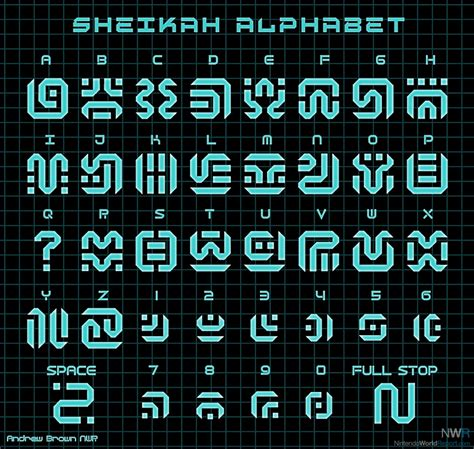 SHEIKAH ALPHABET
A B C D E F G H
I J K L M N O P
Q R S T U V W X
Y Z 1 2 3 4 5 6
SPACE 7 8 9 0 FULL STOP
Andrew Brown NWR
NWR
NintendoWorldReport.com